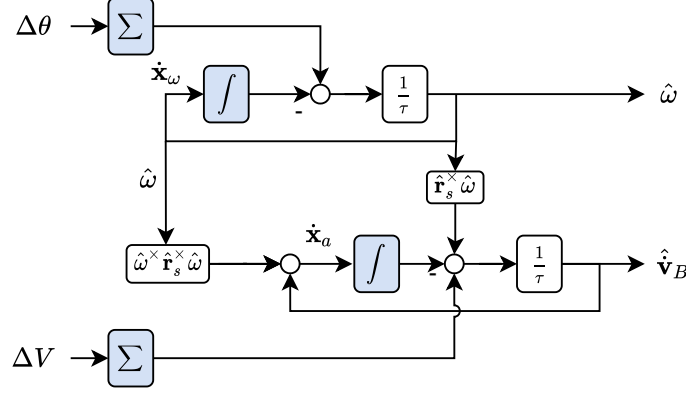 Δθ ∑
ẋ_ω ∫ - 1/τ ω̂
ω̂ r̂_s^× ω̂
ω̂^× r̂_s^× ω̂ ẋ_a ∫ - 1/τ v̂̇_B
ΔV ∑